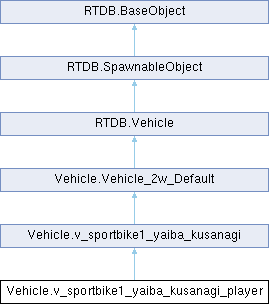 RTDB.BaseObject
RTDB.SpawnableObject
RTDB.Vehicle
Vehicle.Vehicle_2w_Default
Vehicle.v_sportbike1_yaiba_kusanagi
Vehicle.v_sportbike1_yaiba_kusanagi_player